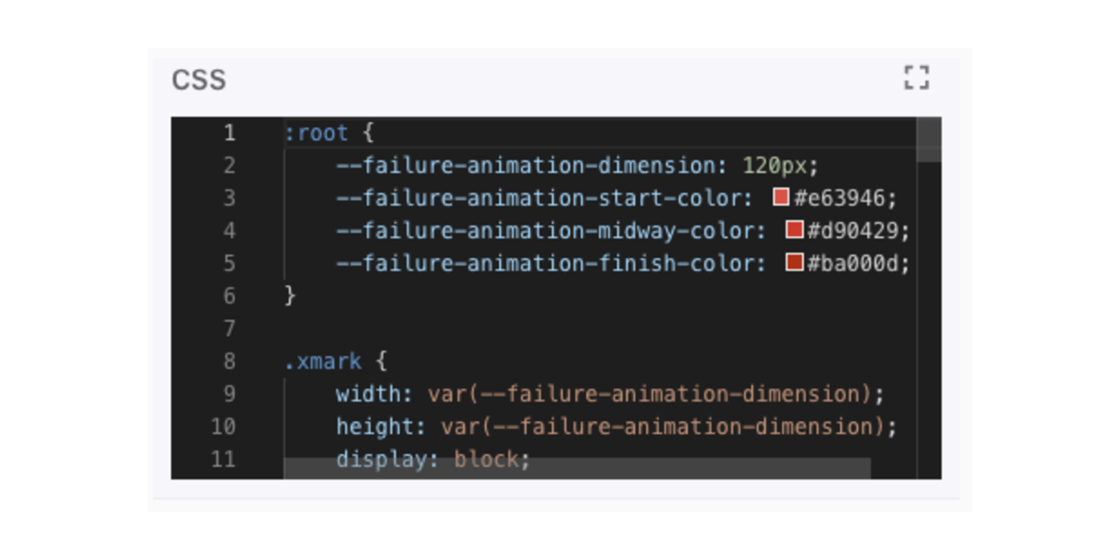 CSS
1 :root {
2 --failure-animation-dimension: 120px;
3 --failure-animation-start-color: #e63946;
4 --failure-animation-midway-color: #d90429;
5 --failure-animation-finish-color: #ba000d;
6 }
7
8 .xmark {
9 width: var(--failure-animation-dimension);
10 height: var(--failure-animation-dimension);
11 display: block;